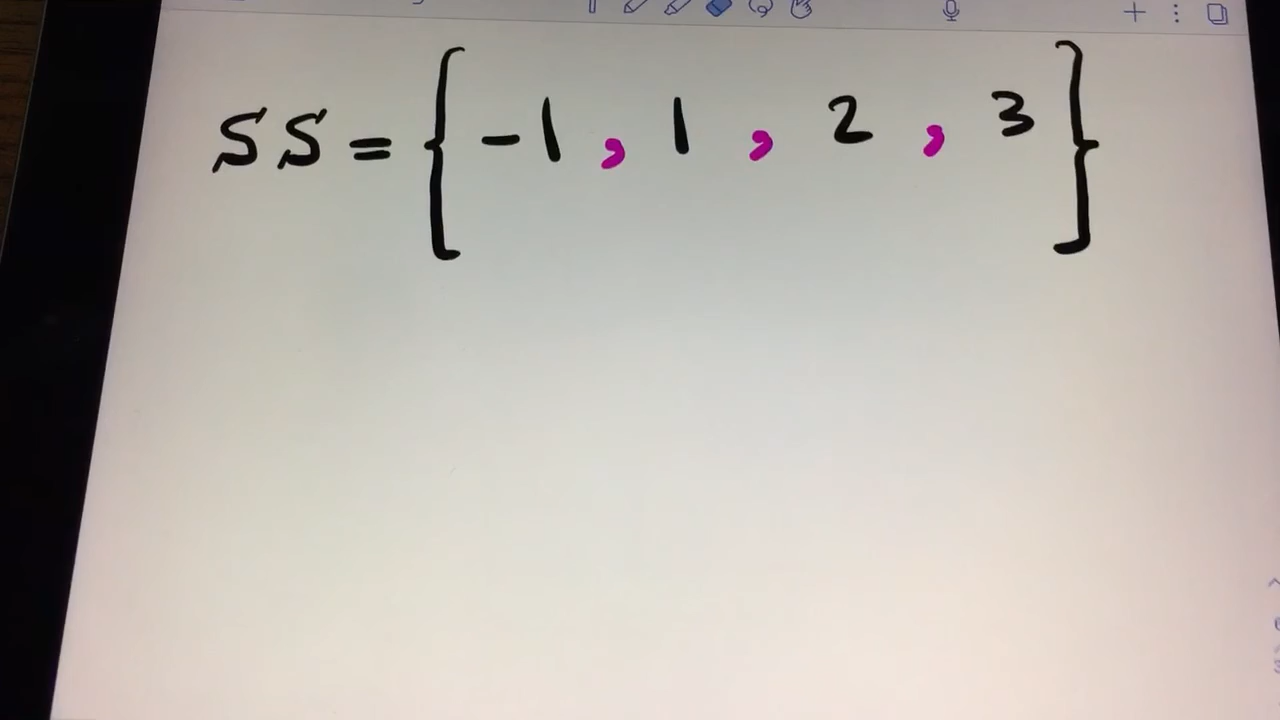 SS = { -1 , 1 , 2 , 3 }